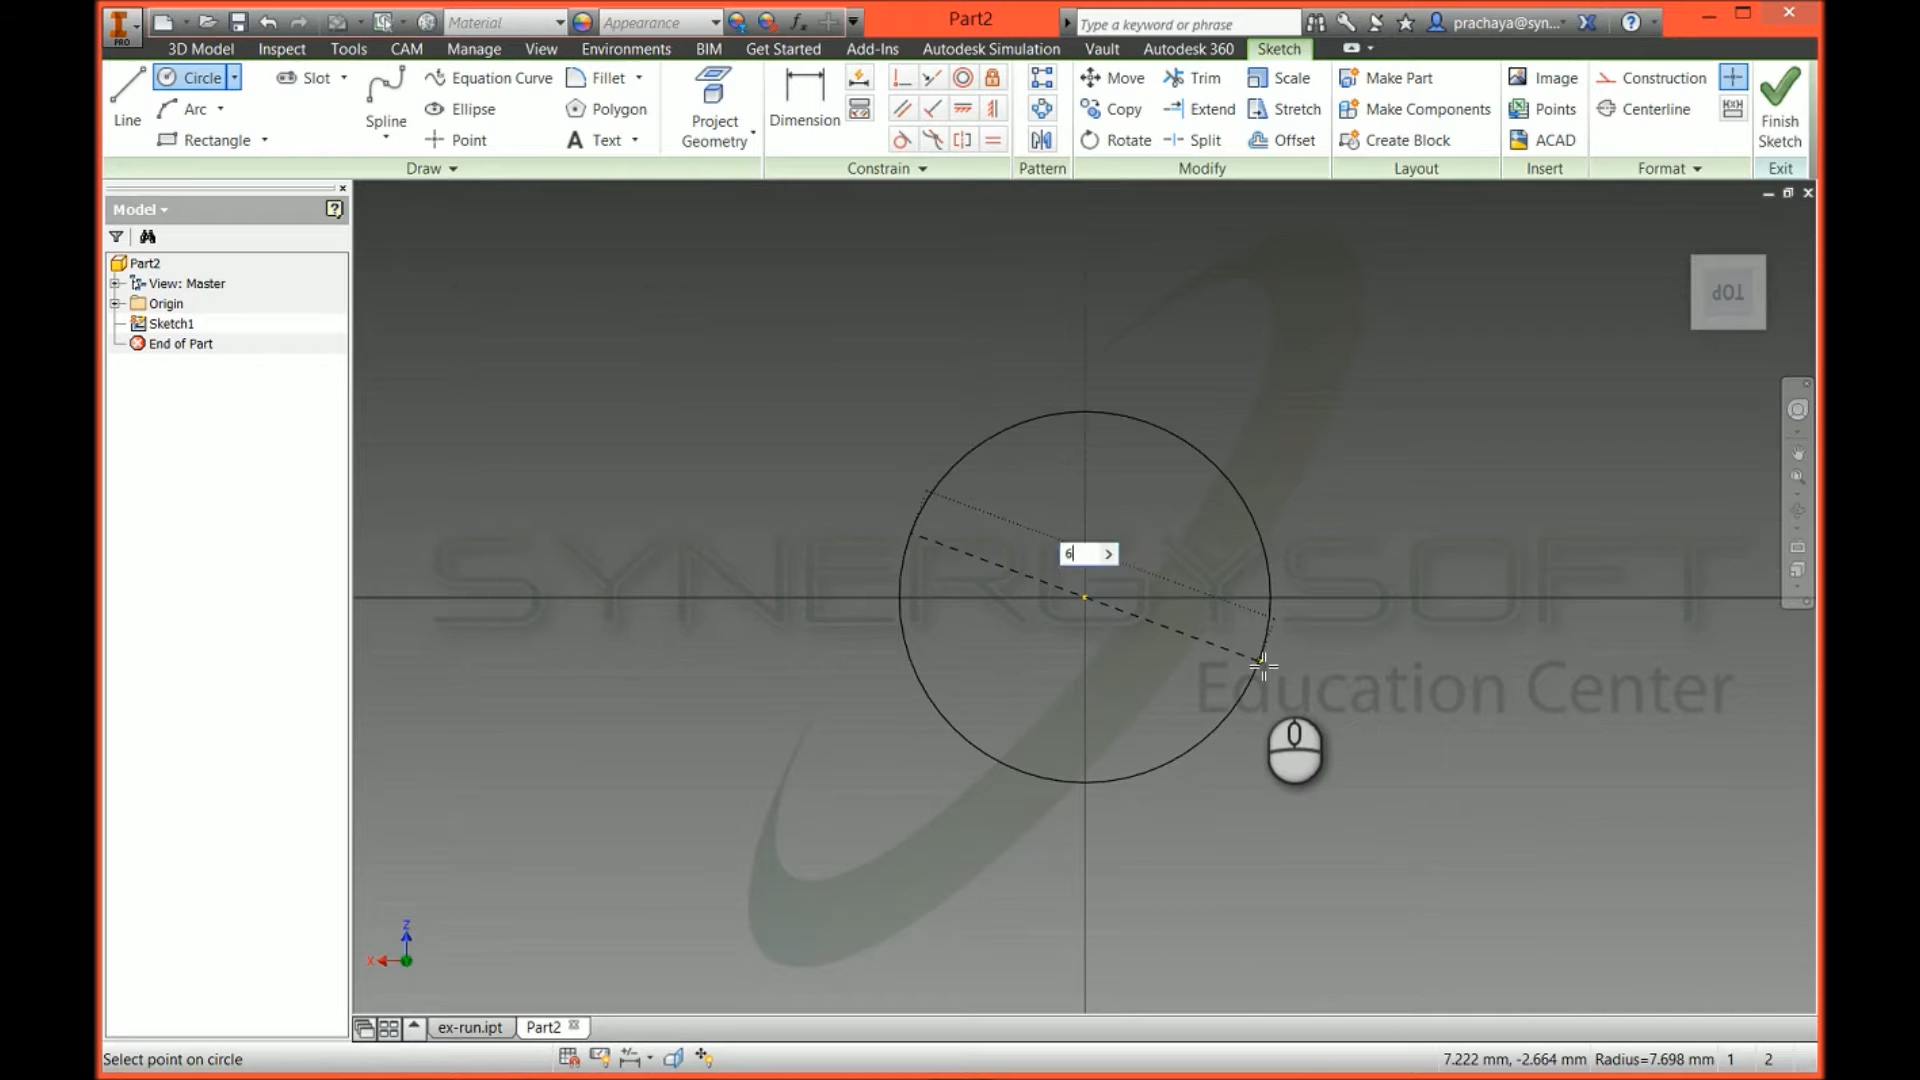 PRO
Material
Appearance
Part2
Type a keyword or phrase
prachaya@syn...
3D Model
Inspect
Tools
CAM
Manage
View
Environments
BIM
Get Started
Add-Ins
Autodesk Simulation
Vault
Autodesk 360
Sketch
Line
Circle
Arc
Rectangle
Slot
Spline
Equation Curve
Ellipse
Point
Fillet
Polygon
Text
Project Geometry
Dimension
Move
Copy
Rotate
Trim
Extend
Split
Scale
Stretch
Offset
Make Part
Make Components
Create Block
Image
Points
ACAD
Construction
Centerline
Finish Sketch
Draw
Constrain
Pattern
Modify
Layout
Insert
Format
Exit
Model
Part2
View: Master
Origin
Sketch1
End of Part
TOP
6
SYNERGYSOFT
Education Center
Z
X
ex-run.ipt
Part2
Select point on circle
7.222 mm, -2.664 mm
Radius=7.698 mm
1
2